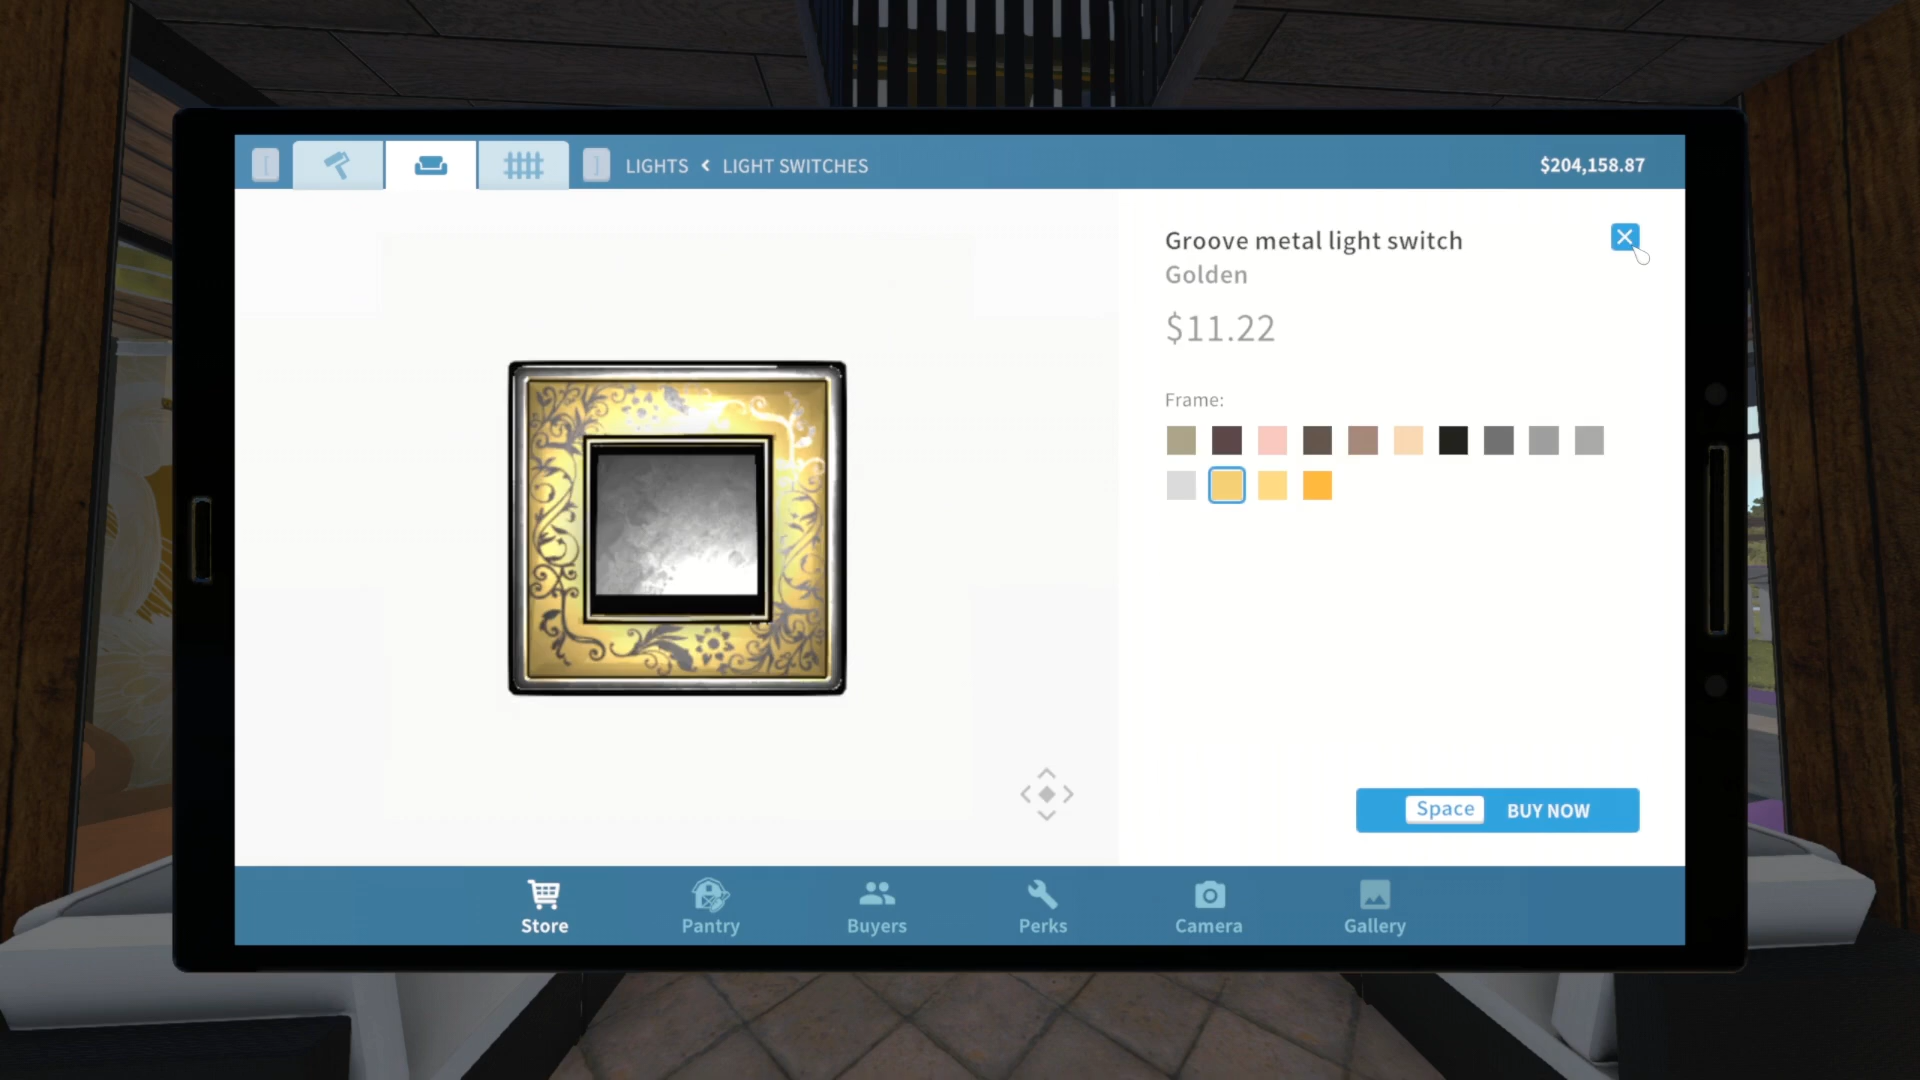 [
]
LIGHTS < LIGHT SWITCHES
$204,158.87
Groove metal light switch
Golden
$11.22
Frame:
Space BUY NOW
Store
Pantry
Buyers
Perks
Camera
Gallery